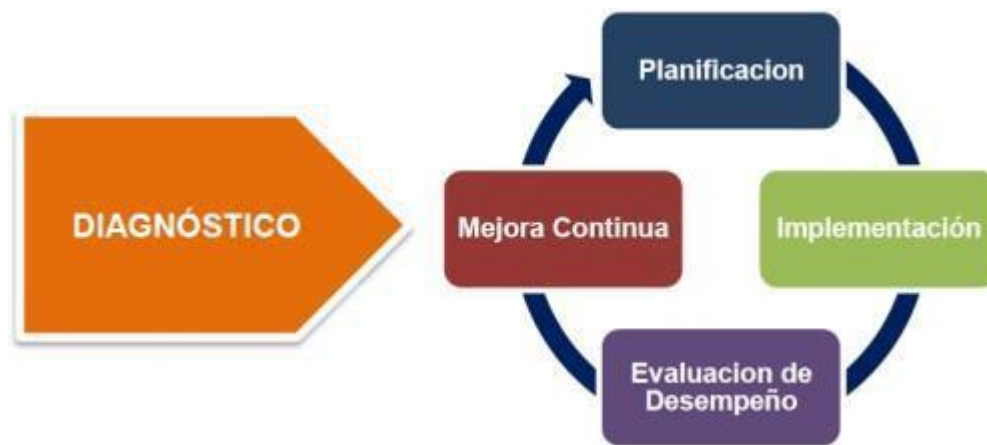 DIAGNÓSTICO
Planificacion
Implementación
Evaluacion de
Desempeño
Mejora Continua